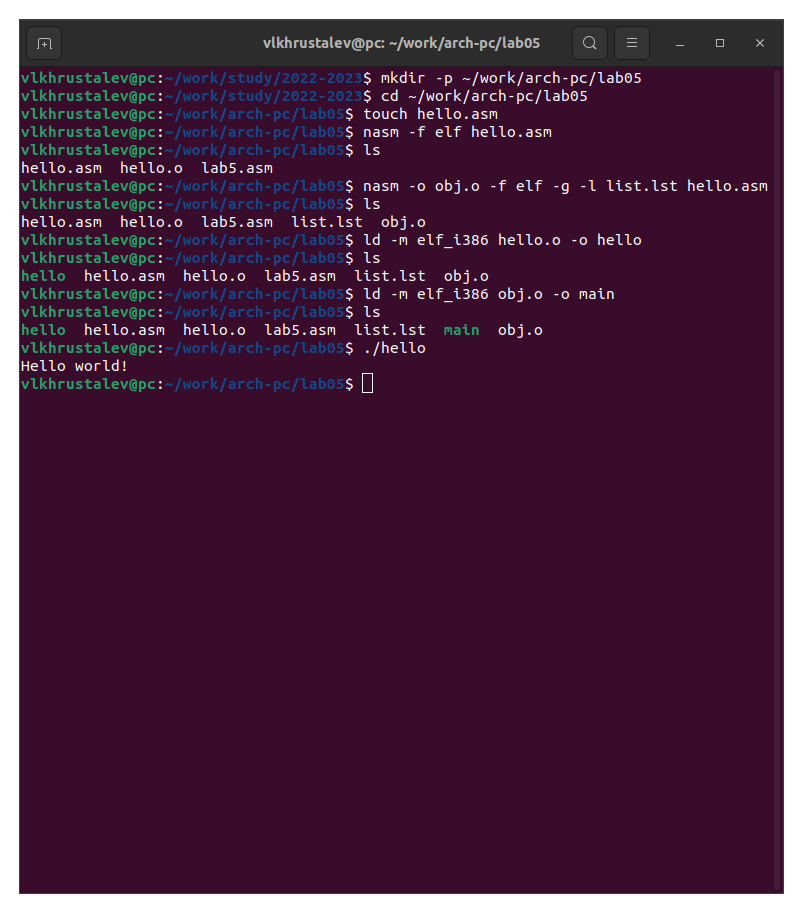 vlkhrustalev@pc: ~/work/arch-pc/lab05
vlkhrustalev@pc:~/work/study/2022-2023$ mkdir -p ~/work/arch-pc/lab05
vlkhrustalev@pc:~/work/study/2022-2023$ cd ~/work/arch-pc/lab05
vlkhrustalev@pc:~/work/arch-pc/lab05$ touch hello.asm
vlkhrustalev@pc:~/work/arch-pc/lab05$ nasm -f elf hello.asm
vlkhrustalev@pc:~/work/arch-pc/lab05$ ls
hello.asm  hello.o  lab5.asm
vlkhrustalev@pc:~/work/arch-pc/lab05$ nasm -o obj.o -f elf -g -l list.lst hello.asm
vlkhrustalev@pc:~/work/arch-pc/lab05$ ls
hello.asm  hello.o  lab5.asm  list.lst  obj.o
vlkhrustalev@pc:~/work/arch-pc/lab05$ ld -m elf_i386 hello.o -o hello
vlkhrustalev@pc:~/work/arch-pc/lab05$ ls
hello  hello.asm  hello.o  lab5.asm  list.lst  obj.o
vlkhrustalev@pc:~/work/arch-pc/lab05$ ld -m elf_i386 obj.o -o main
vlkhrustalev@pc:~/work/arch-pc/lab05$ ls
hello  hello.asm  hello.o  lab5.asm  list.lst  main  obj.o
vlkhrustalev@pc:~/work/arch-pc/lab05$ ./hello
Hello world!
vlkhrustalev@pc:~/work/arch-pc/lab05$